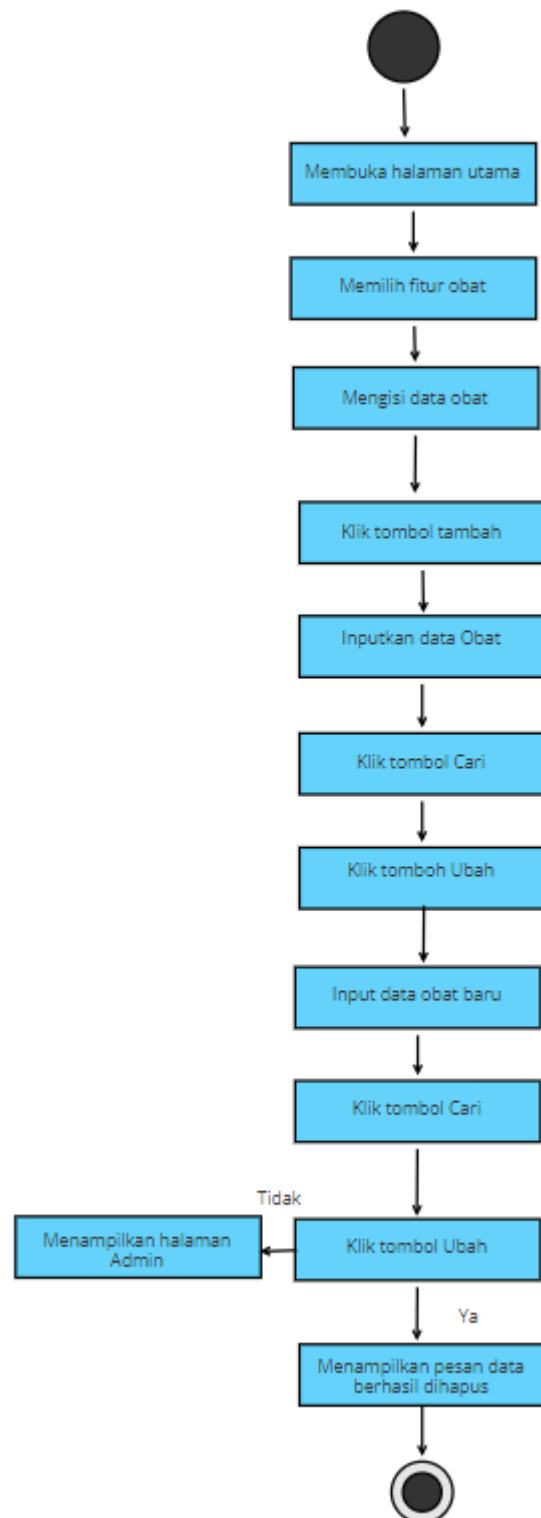 Membuka halaman utama
Memilih fitur obat
Mengisi data obat
Klik tombol tambah
Inputkan data Obat
Klik tombol Cari
Klik tomboh Ubah
Input data obat baru
Klik tombol Cari
Tidak
Menampilkan halaman
Admin
Klik tombol Ubah
Ya
Menampilkan pesan data
berhasil dihapus